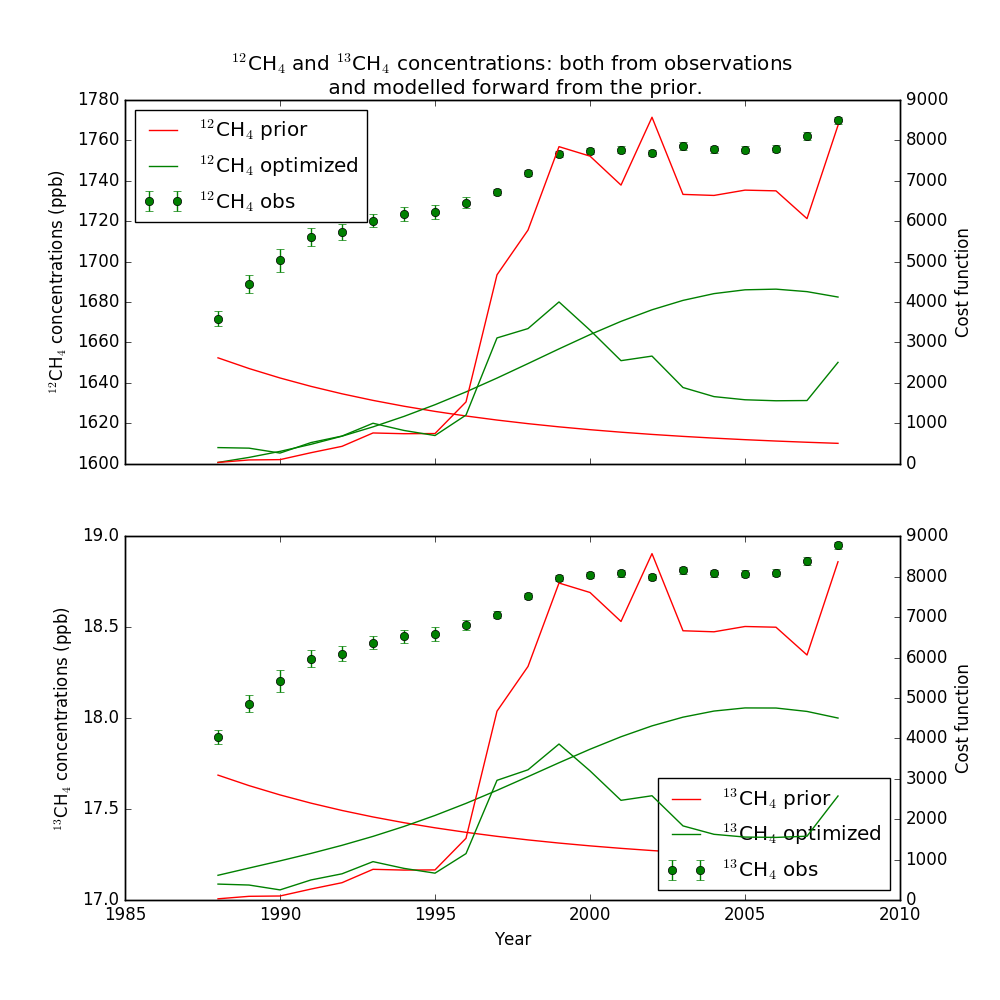 ¹²CH₄ and ¹³CH₄ concentrations: both from observations
and modelled forward from the prior.
¹²CH₄ concentrations (ppb)
1780
1760
1740
1720
1700
1680
1660
1640
1620
1600
¹²CH₄ prior
¹²CH₄ optimized
¹²CH₄ obs
9000
8000
7000
6000
5000
4000
3000
2000
1000
0
Cost function
¹³CH₄ concentrations (ppb)
19.0
18.5
18.0
17.5
17.0
¹³CH₄ prior
¹³CH₄ optimized
¹³CH₄ obs
9000
8000
7000
6000
5000
4000
3000
2000
1000
0
Cost function
1985 1990 1995 2000 2005 2010
Year